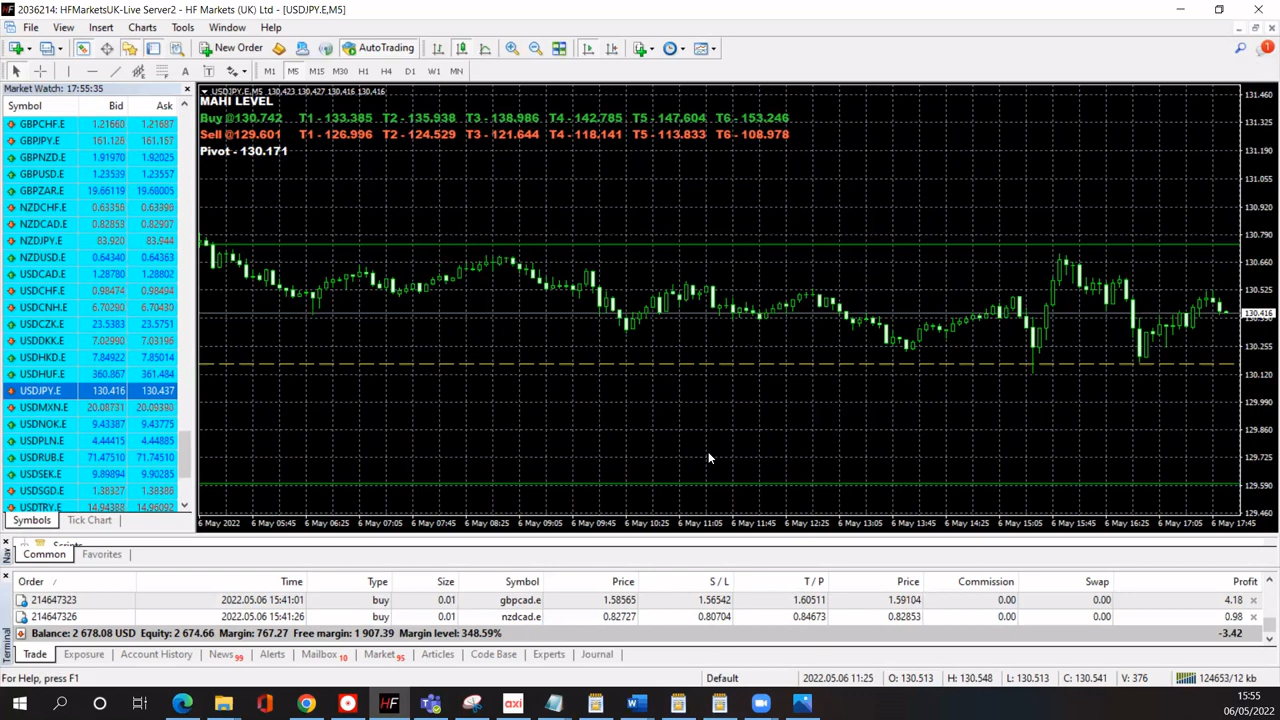 2036214: HFMarketsUK-Live Server2 - HF Markets (UK) Ltd - [USDJPY.E,M5]
File View Insert Charts Tools Window Help
New Order AutoTrading 1
A T M1 M5 M15 M30 H1 H4 D1 W1 MN
Market Watch: 17:55:35
Symbol Bid Ask
GBPCHF.E 1.21660 1.21687
GBPJPY.E 161.128 161.157
GBPNZD.E 1.91970 1.92025
GBPUSD.E 1.23539 1.23557
GBPZAR.E 19.66119 19.68005
NZDCHF.E 0.63356 0.63398
NZDCAD.E 0.82853 0.82907
NZDJPY.E 83.920 83.944
NZDUSD.E 0.64340 0.64363
USDCAD.E 1.28780 1.28802
USDCHF.E 0.98474 0.98494
USDCNH.E 6.70280 6.70430
USDCZK.E 23.5383 23.5751
USDDKK.E 7.02990 7.03196
USDHKD.E 7.84922 7.85014
USDHUF.E 360.867 361.484
USDJPY.E 130.416 130.437
USDMXN.E 20.08731 20.09390
USDNOK.E 9.43387 9.43775
USDPLN.E 4.44415 4.44885
USDRUB.E 71.47510 71.74510
USDSEK.E 9.89894 9.90285
USDSGD.E 1.38327 1.38386
USDTRY.E 14.94388 14.96092
Symbols Tick Chart
USDJPY.E,M5 130.423 130.427 130.416 130.416
MAHI LEVEL
Buy @130.742 T1 - 133.385 T2 - 135.938 T3 - 138.986 T4 - 142.785 T5 - 147.604 T6 - 153.246
Sell @129.601 T1 - 126.996 T2 - 124.529 T3 - 121.644 T4 - 118.141 T5 - 113.833 T6 - 108.978
Pivot - 130.171
131.460
131.325
131.190
131.055
130.920
130.790
130.660
130.525
130.416
130.255
130.120
129.990
129.860
129.725
129.590
129.460
6 May 2022 6 May 05:45 6 May 06:25 6 May 07:05 6 May 07:45 6 May 08:25 6 May 09:05 6 May 09:45 6 May 10:25 6 May 11:05 6 May 11:45 6 May 12:25 6 May 13:05 6 May 13:45 6 May 14:25 6 May 15:05 6 May 15:45 6 May 16:25 6 May 17:05 6 May 17:45
Nav
Scripts
Common Favorites
Order / Time Type Size Symbol Price S / L T / P Price Commission Swap Profit
214647323 2022.05.06 15:41:01 buy 0.01 gbpcad.e 1.58565 1.56542 1.60511 1.59104 0.00 0.00 4.18
214647326 2022.05.06 15:41:26 buy 0.01 nzdcad.e 0.82727 0.80704 0.84673 0.82853 0.00 0.00 0.98
Balance: 2 678.08 USD Equity: 2 674.66 Margin: 767.27 Free margin: 1 907.39 Margin level: 348.59% -3.42
Terminal
Trade Exposure Account History News 99 Alerts Mailbox 10 Market 95 Articles Code Base Experts Journal
For Help, press F1 Default 2022.05.06 11:25 O: 130.513 H: 130.548 L: 130.513 C: 130.541 V: 376 124653/12 kb
HF axi
15:55
06/05/2022